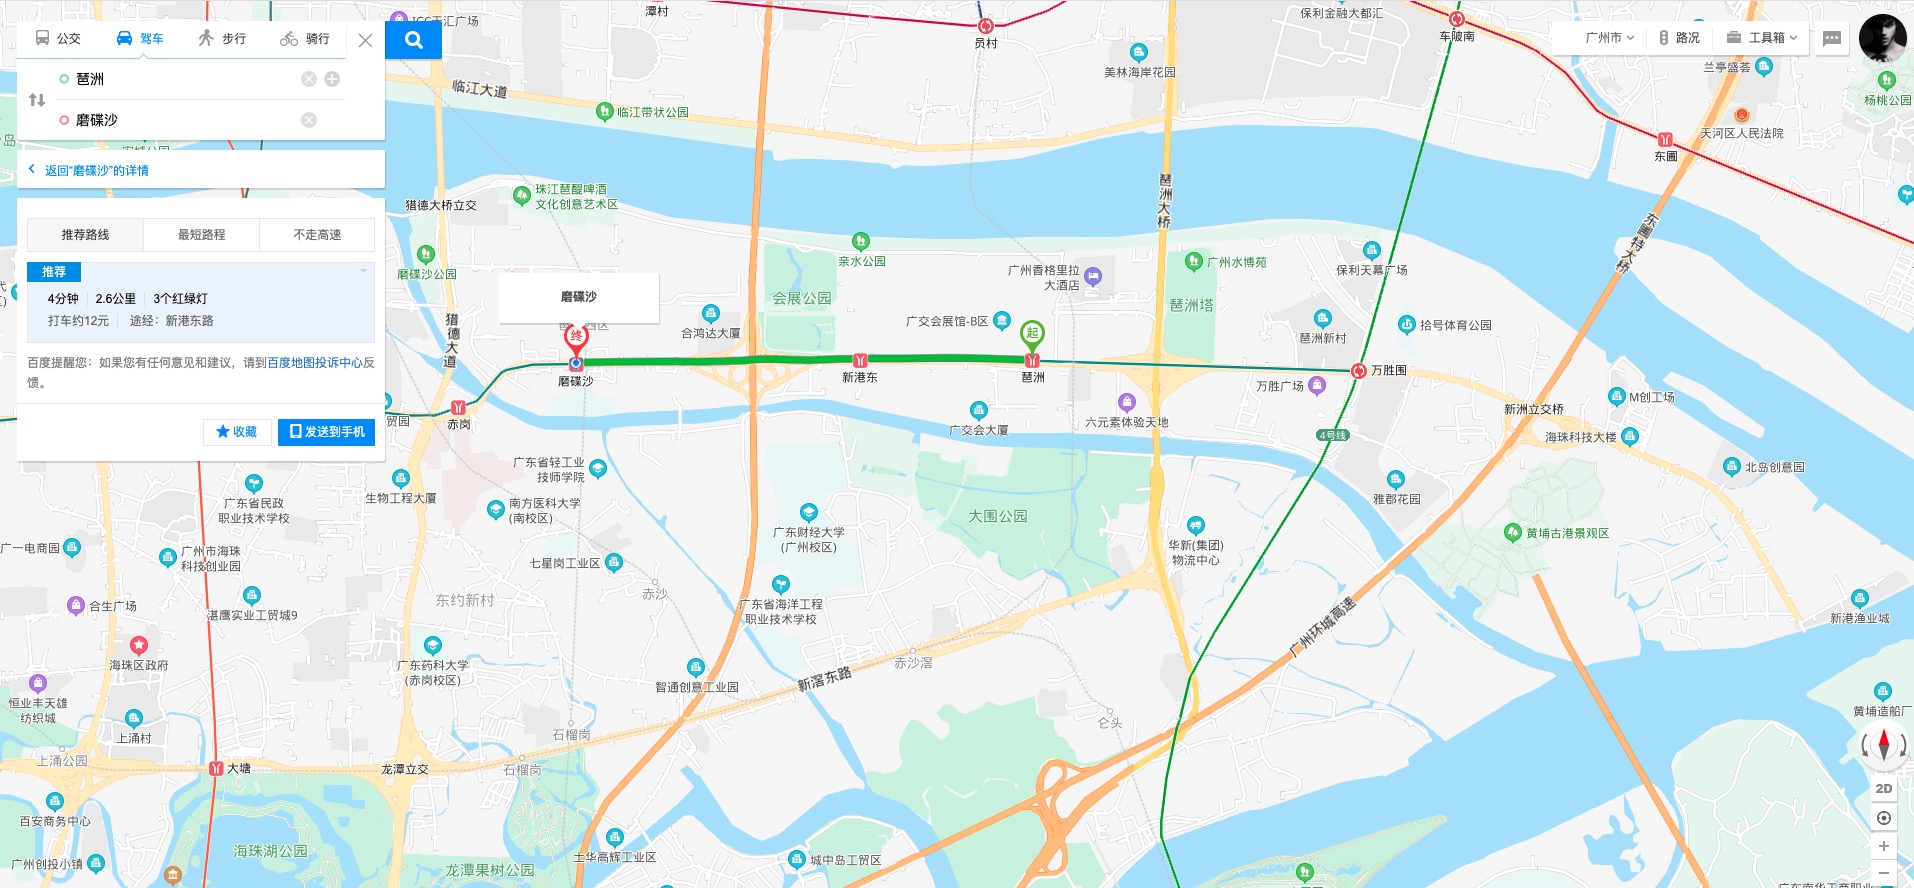 公交
驾车
步行
骑行
琶洲
磨碟沙
返回“磨碟沙”的详情
推荐路线
最短路程
不走高速
推荐
4分钟 2.6公里 3个红绿灯
打车约12元 途经：新港东路
百度提醒您：如果您有任何意见和建议，请到百度地图投诉中心反
馈。
收藏
发送到手机
广州市
路况
工具箱
潭村
员村
保利金融大都汇
车陂南
美林海岸花园
兰亭盛荟
杨桃公园
天河区人民法院
东圃
临江大道
临江带状公园
猎德大桥立交
珠江琶醍啤酒
文化创意艺术区
琶洲大桥
东圃特大桥
磨碟沙公园
亲水公园
广州香格里拉
大酒店
广州水博苑
保利天幕广场
会展公园
琶洲塔
磨碟沙
合鸿达大厦
广交会展馆-B区
琶洲新村
拾号体育公园
猎德大道
终
起
磨碟沙
新港东
琶洲
万胜围
万胜广场
赤岗
广交会大厦
六元素体验天地
新洲立交桥
M创工场
4号线
海珠科技大楼
北岛创意园
广东省轻工业
技师学院
生物工程大厦
南方医科大学
(南校区)
广东省民政
职业技术学校
雅郡花园
大围公园
广东财经大学
(广州校区)
华新(集团)
物流中心
黄埔古港景观区
广一电商园
广州市海珠
科技创业园
七星岗工业区
赤沙
东约新村
广东省海洋工程
职业技术学校
合生广场
湛鹰实业工贸城9
新港渔业城
广州环城高速
海珠区政府
广东药科大学
(赤岗校区)
赤沙滘
新滘东路
智通创意工业园
恒业丰天雄
纺织城
上涌村
石榴岗
仑头
黄埔造船厂
上涌公园
大塘
龙潭立交
石榴岗
2D
百安商务中心
海珠湖公园
广州创投小镇
龙潭果树公园
土华高辉工业区
城中岛工贸区